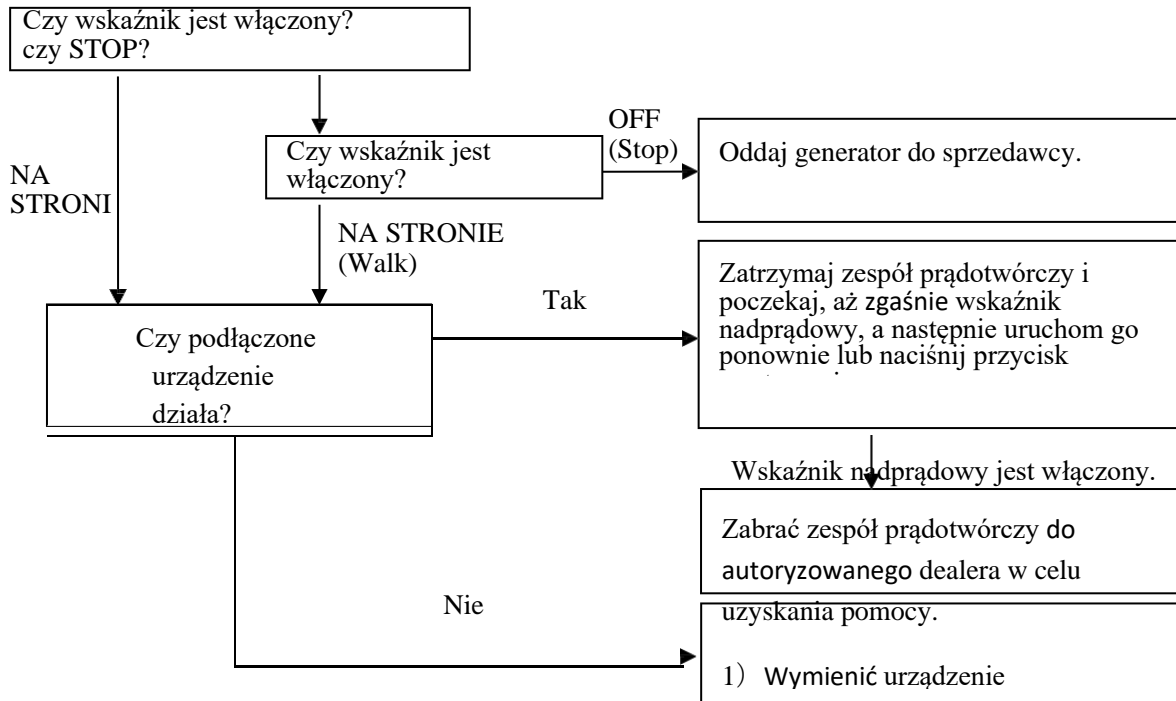 Czy wskaźnik jest włączony?
czy STOP?
NA
STRONI
Czy wskaźnik jest
włączony?
OFF
(Stop)
Oddaj generator do sprzedawcy.
NA STRONIE
(Walk)
Czy podłączone
urządzenie
działa?
Tak
Zatrzymaj zespół prądotwórczy i
poczekaj, aż zgaśnie wskaźnik
nadprądowy, a następnie uruchom go
ponownie lub naciśnij przycisk
Wskaźnik nadprądowy jest włączony.
Zabrać zespół prądotwórczy do
autoryzowanego dealera w celu
uzyskania pomocy.
Nie
1) Wymienić urządzenie